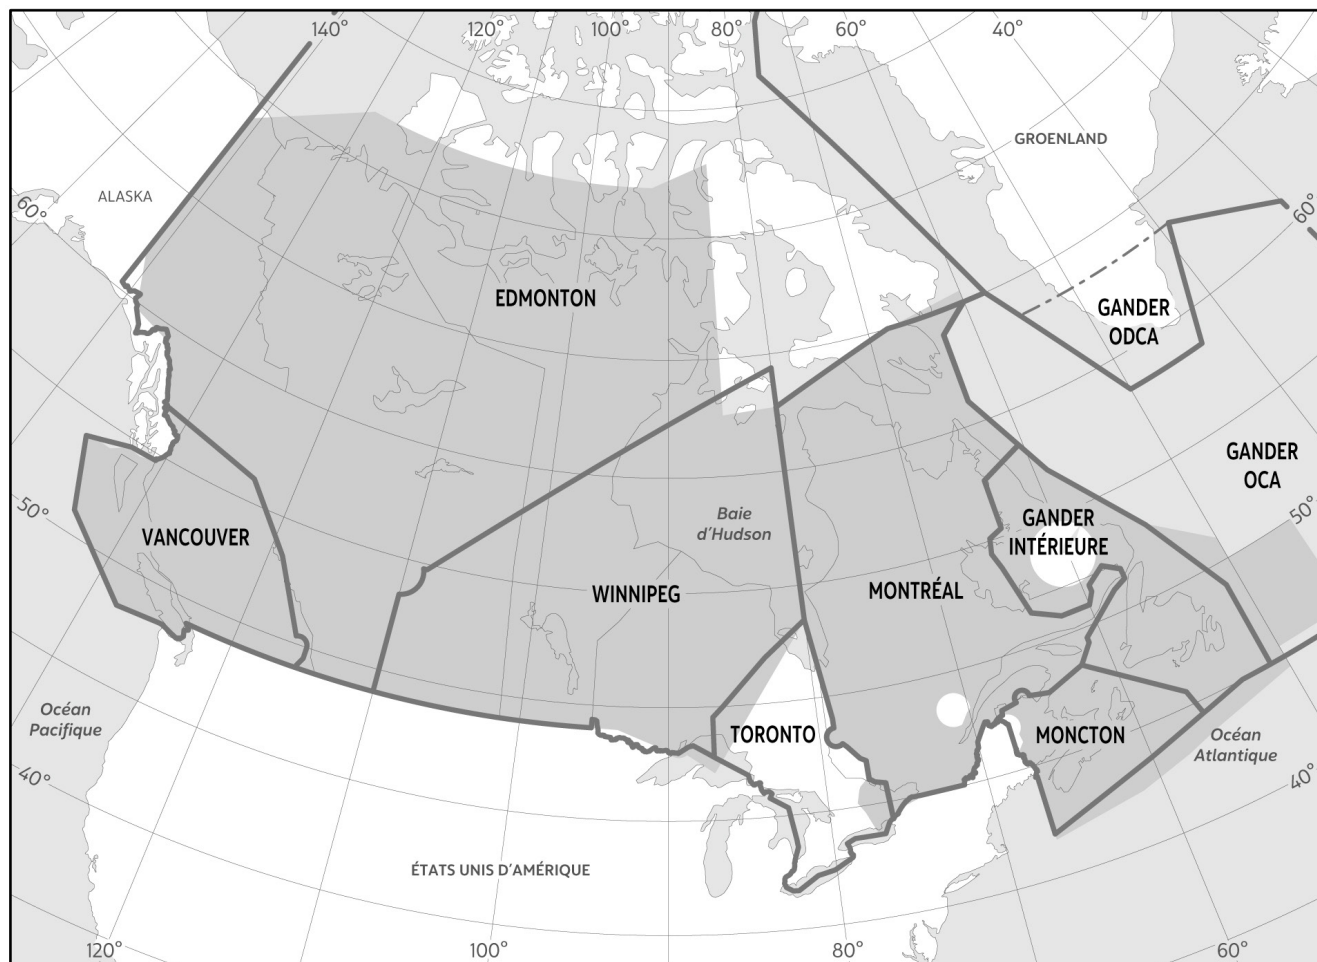 140°
120°
100°
80°
60°
40°
GROENLAND
ALASKA
60°
60°
EDMONTON
GANDER
ODCA
GANDER
OCA
50°
50°
Baie
d'Hudson
GANDER
INTÉRIEURE
VANCOUVER
WINNIPEG
MONTRÉAL
Océan
Pacifique
TORONTO
MONCTON
Océan
Atlantique
40°
40°
ÉTATS UNIS D'AMÉRIQUE
120°
100°
80°
60°